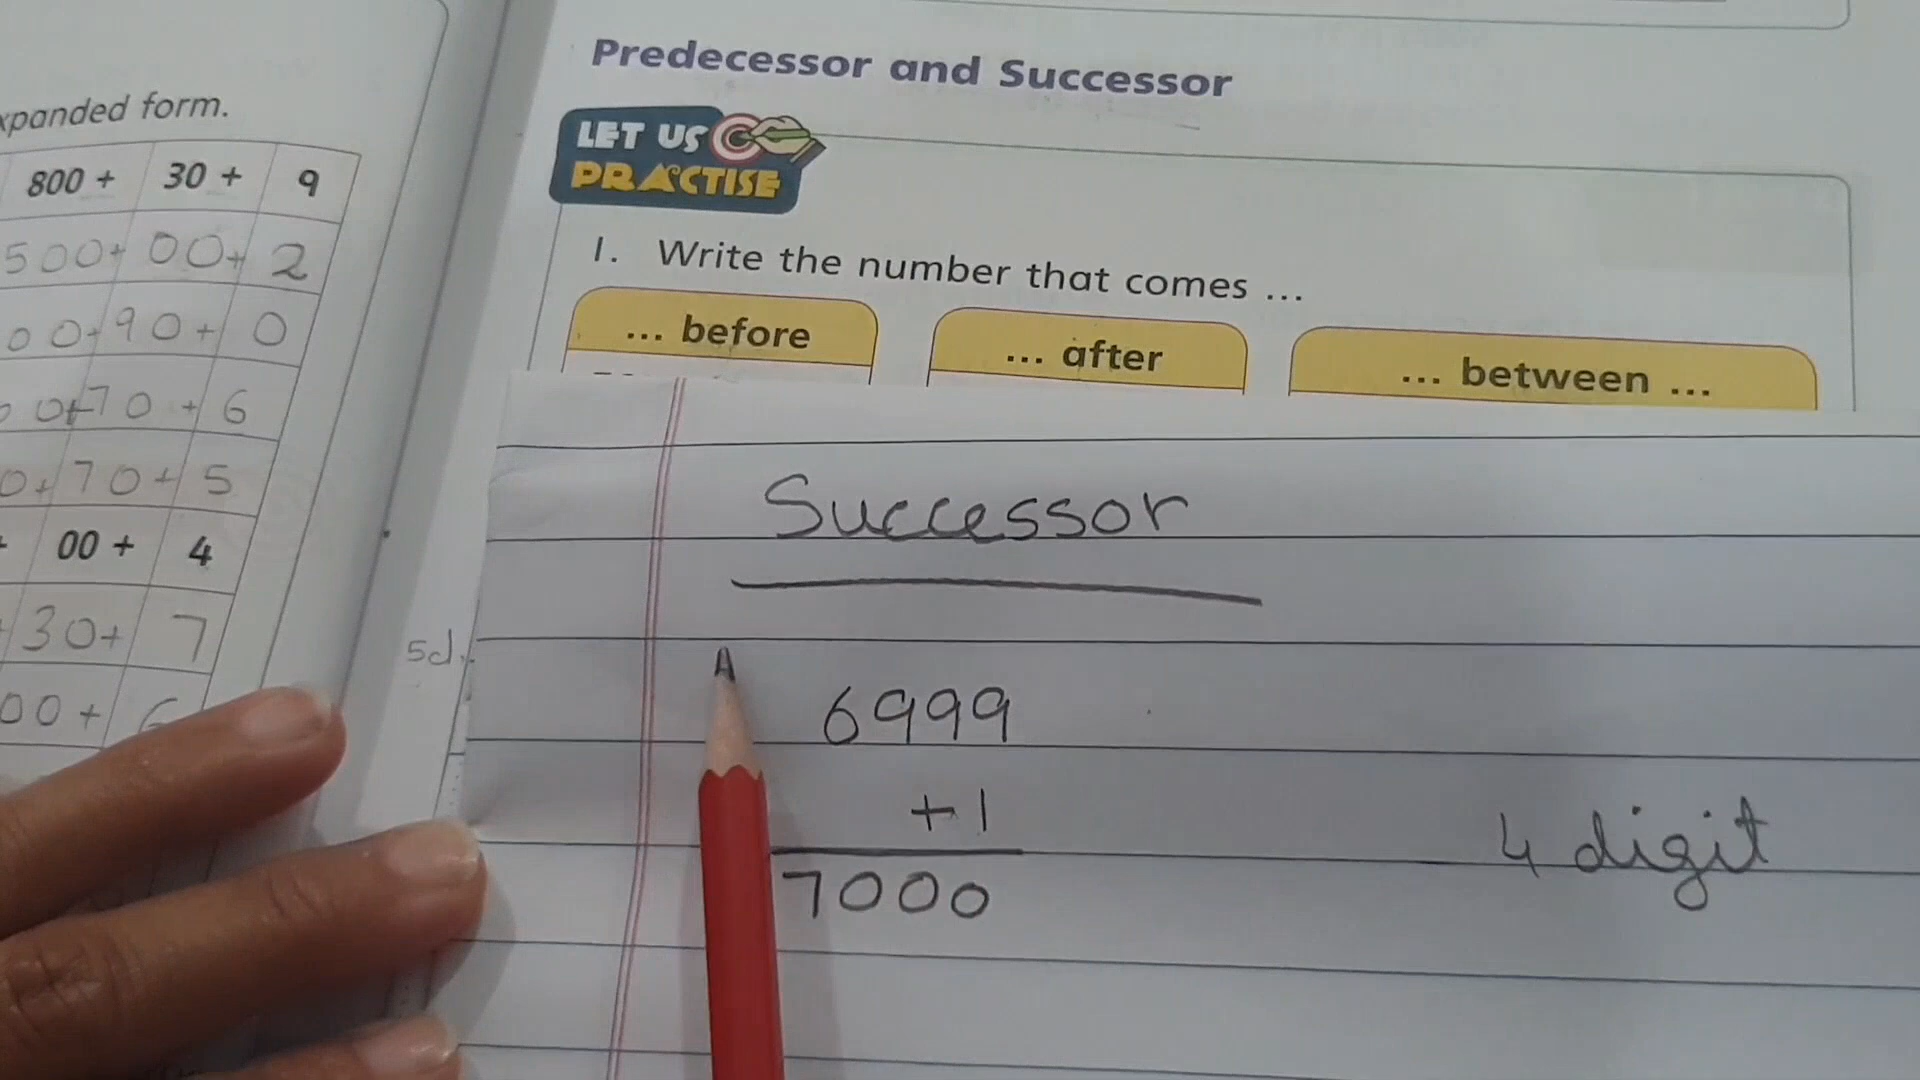 xpanded form.
800 + 30 + 9
500+ 00+ 2
00+ 90+ 0
0+ 70 + 6
0+ 70+ 5
+ 00 + 4
30+ 7
00 + 6
5d.
Predecessor and Successor
LET US
PRACTISE
1. Write the number that comes ...
... before
... after
... between ...
Successor
6999
+1
7000
4 digit